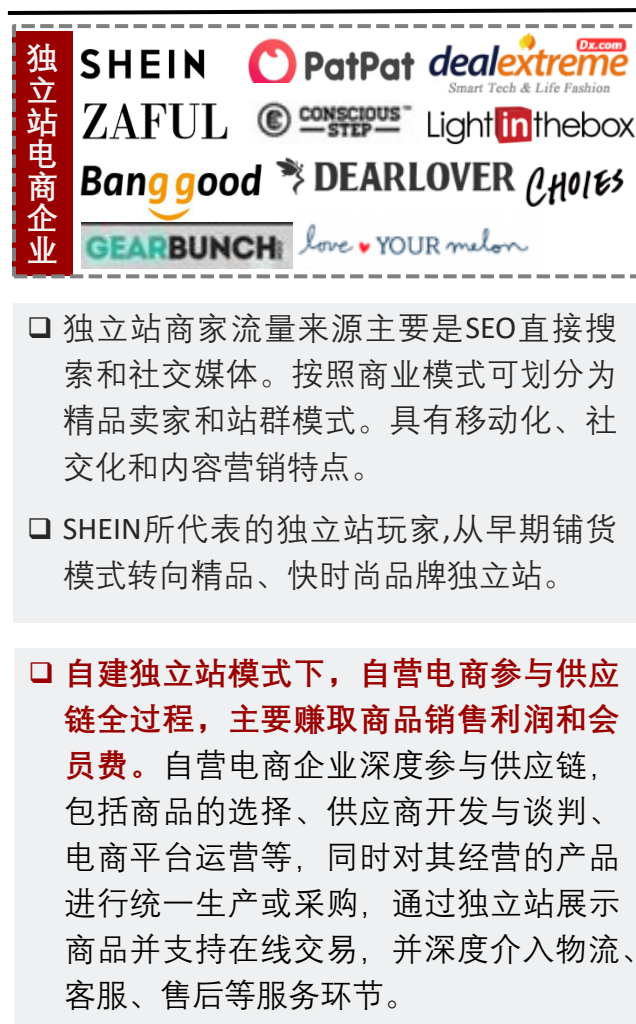 独立站电商企业
SHEIN PatPat dealextreme Dx.com
Smart Tech & Life Fashion
ZAFUL CONSCIOUS STEP Lightinthebox
Banggood DEARLOVER CHOIES
GEARBUNCH love YOUR melon
独立站商家流量来源主要是SEO直接搜
索和社交媒体。按照商业模式可划分为
精品卖家和站群模式。具有移动化、社
交化和内容营销特点。
SHEIN所代表的独立站玩家,从早期铺货
模式转向精品、快时尚品牌独立站。
自建独立站模式下，自营电商参与供应
链全过程，主要赚取商品销售利润和会
员费。自营电商企业深度参与供应链，
包括商品的选择、供应商开发与谈判、
电商平台运营等，同时对其经营的产品
进行统一生产或采购，通过独立站展示
商品并支持在线交易，并深度介入物流、
客服、售后等服务环节。